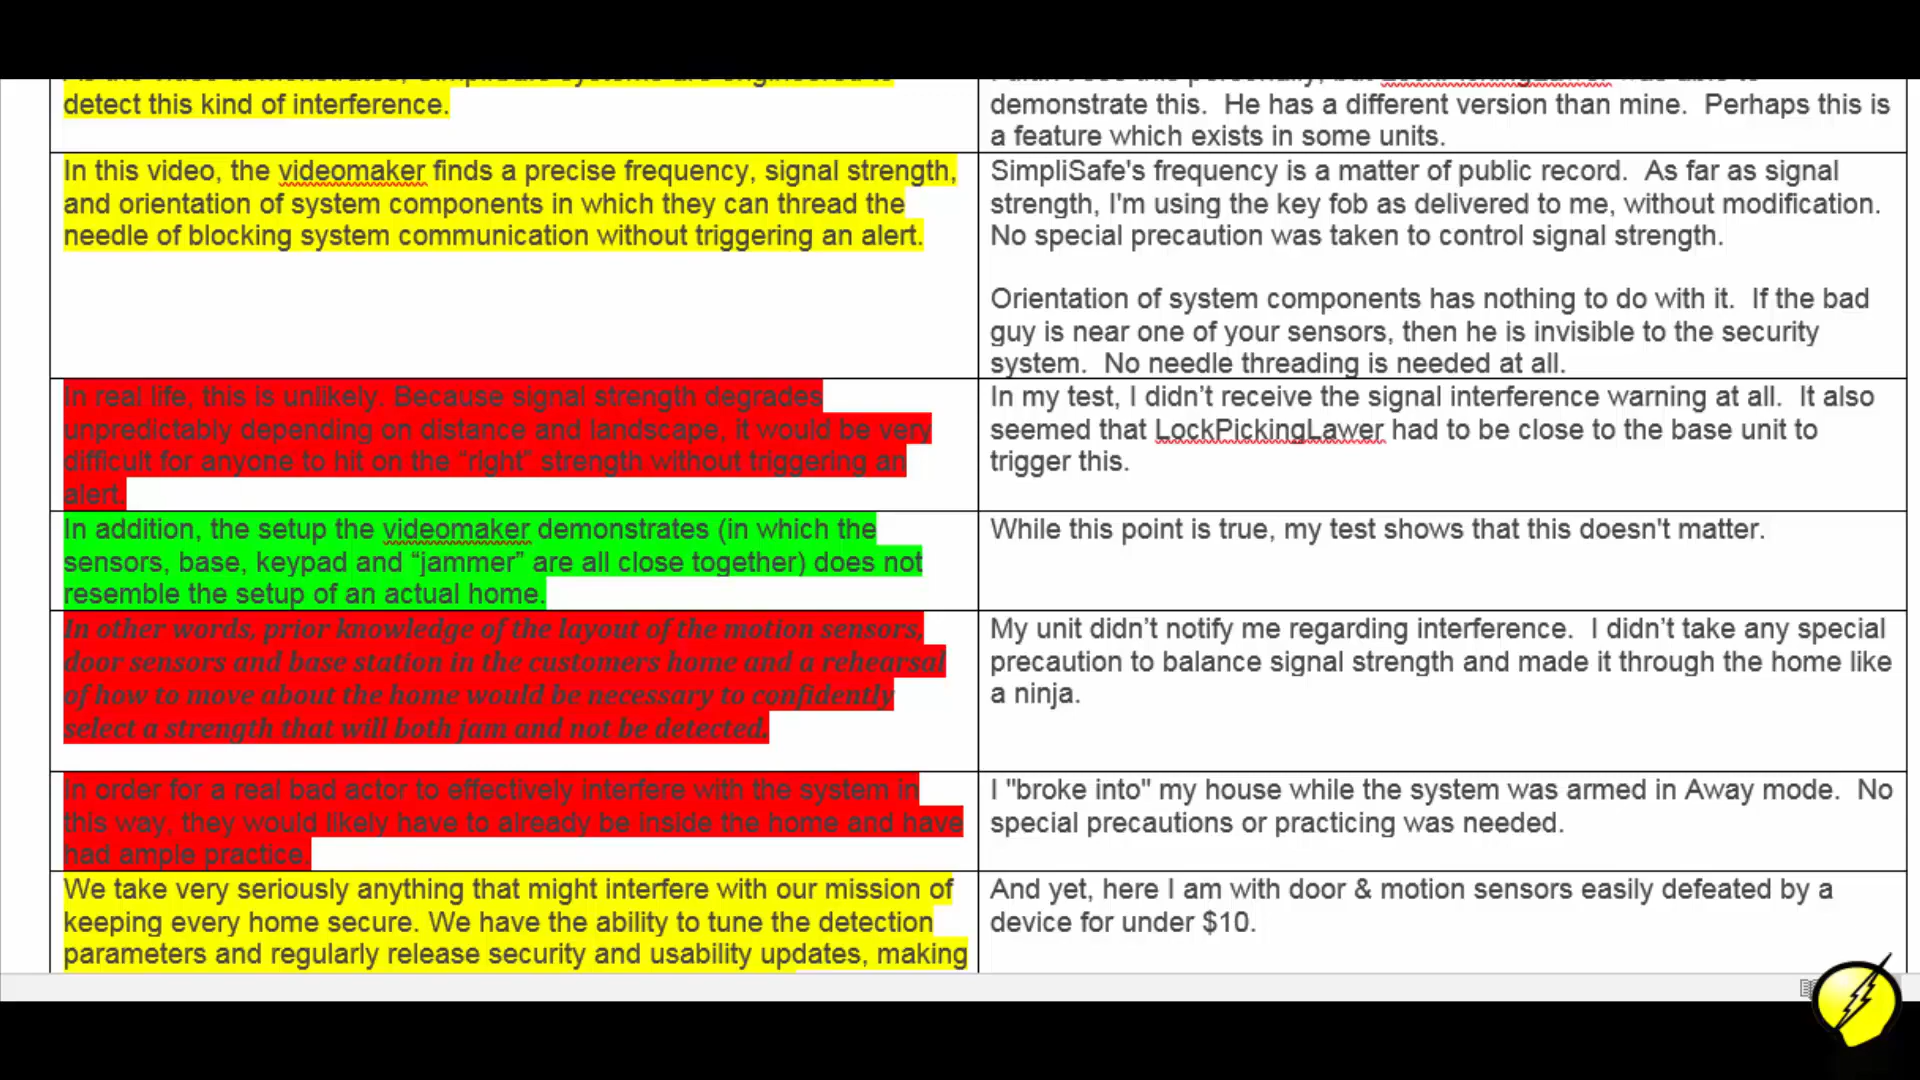 detect this kind of interference.
demonstrate this. He has a different version than mine. Perhaps this is
a feature which exists in some units.
In this video, the videomaker finds a precise frequency, signal strength,
and orientation of system components in which they can thread the
needle of blocking system communication without triggering an alert.
SimpliSafe's frequency is a matter of public record. As far as signal
strength, I'm using the key fob as delivered to me, without modification.
No special precaution was taken to control signal strength.
Orientation of system components has nothing to do with it. If the bad
guy is near one of your sensors, then he is invisible to the security
system. No needle threading is needed at all.
In real life, this is unlikely. Because signal strength degrades
unpredictably depending on distance and landscape, it would be very
difficult for anyone to hit on the “right” strength without triggering an
alert.
In my test, I didn’t receive the signal interference warning at all. It also
seemed that LockPickingLawer had to be close to the base unit to
trigger this.
In addition, the setup the videomaker demonstrates (in which the
sensors, base, keypad and “jammer” are all close together) does not
resemble the setup of an actual home.
While this point is true, my test shows that this doesn't matter.
In other words, prior knowledge of the layout of the motion sensors,
door sensors and base station in the customers home and a rehearsal
of how to move about the home would be necessary to confidently
select a strength that will both jam and not be detected.
My unit didn’t notify me regarding interference. I didn’t take any special
precaution to balance signal strength and made it through the home like
a ninja.
In order for a real bad actor to effectively interfere with the system in
this way, they would likely have to already be inside the home and have
had ample practice.
I "broke into" my house while the system was armed in Away mode. No
special precautions or practicing was needed.
We take very seriously anything that might interfere with our mission of
keeping every home secure. We have the ability to tune the detection
parameters and regularly release security and usability updates, making
And yet, here I am with door & motion sensors easily defeated by a
device for under $10.